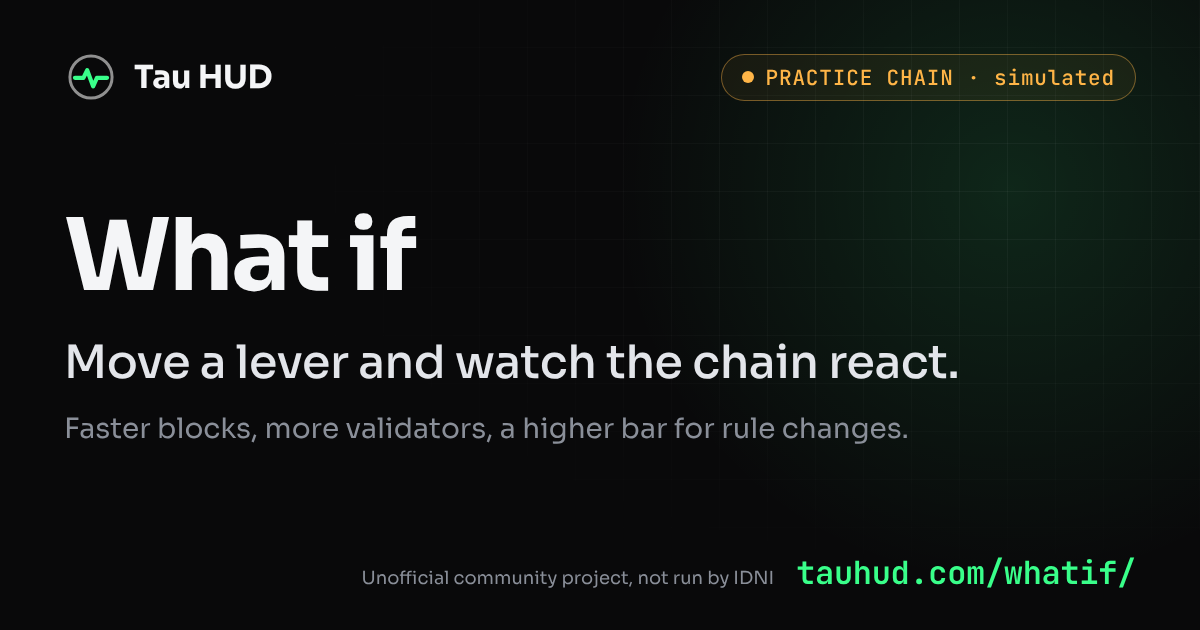 Tau HUD
PRACTICE CHAIN · simulated
What if
Move a lever and watch the chain react.
Faster blocks, more validators, a higher bar for rule changes.
Unofficial community project, not run by IDNI
tauhud.com/whatif/